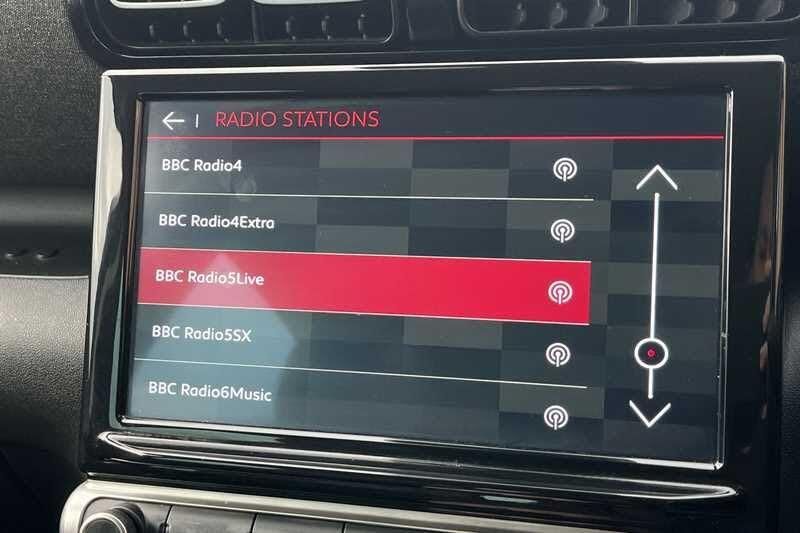 RADIO STATIONS
BBC Radio4
BBC Radio4Extra
BBC Radio5Live
BBC Radio5SX
BBC Radio6Music